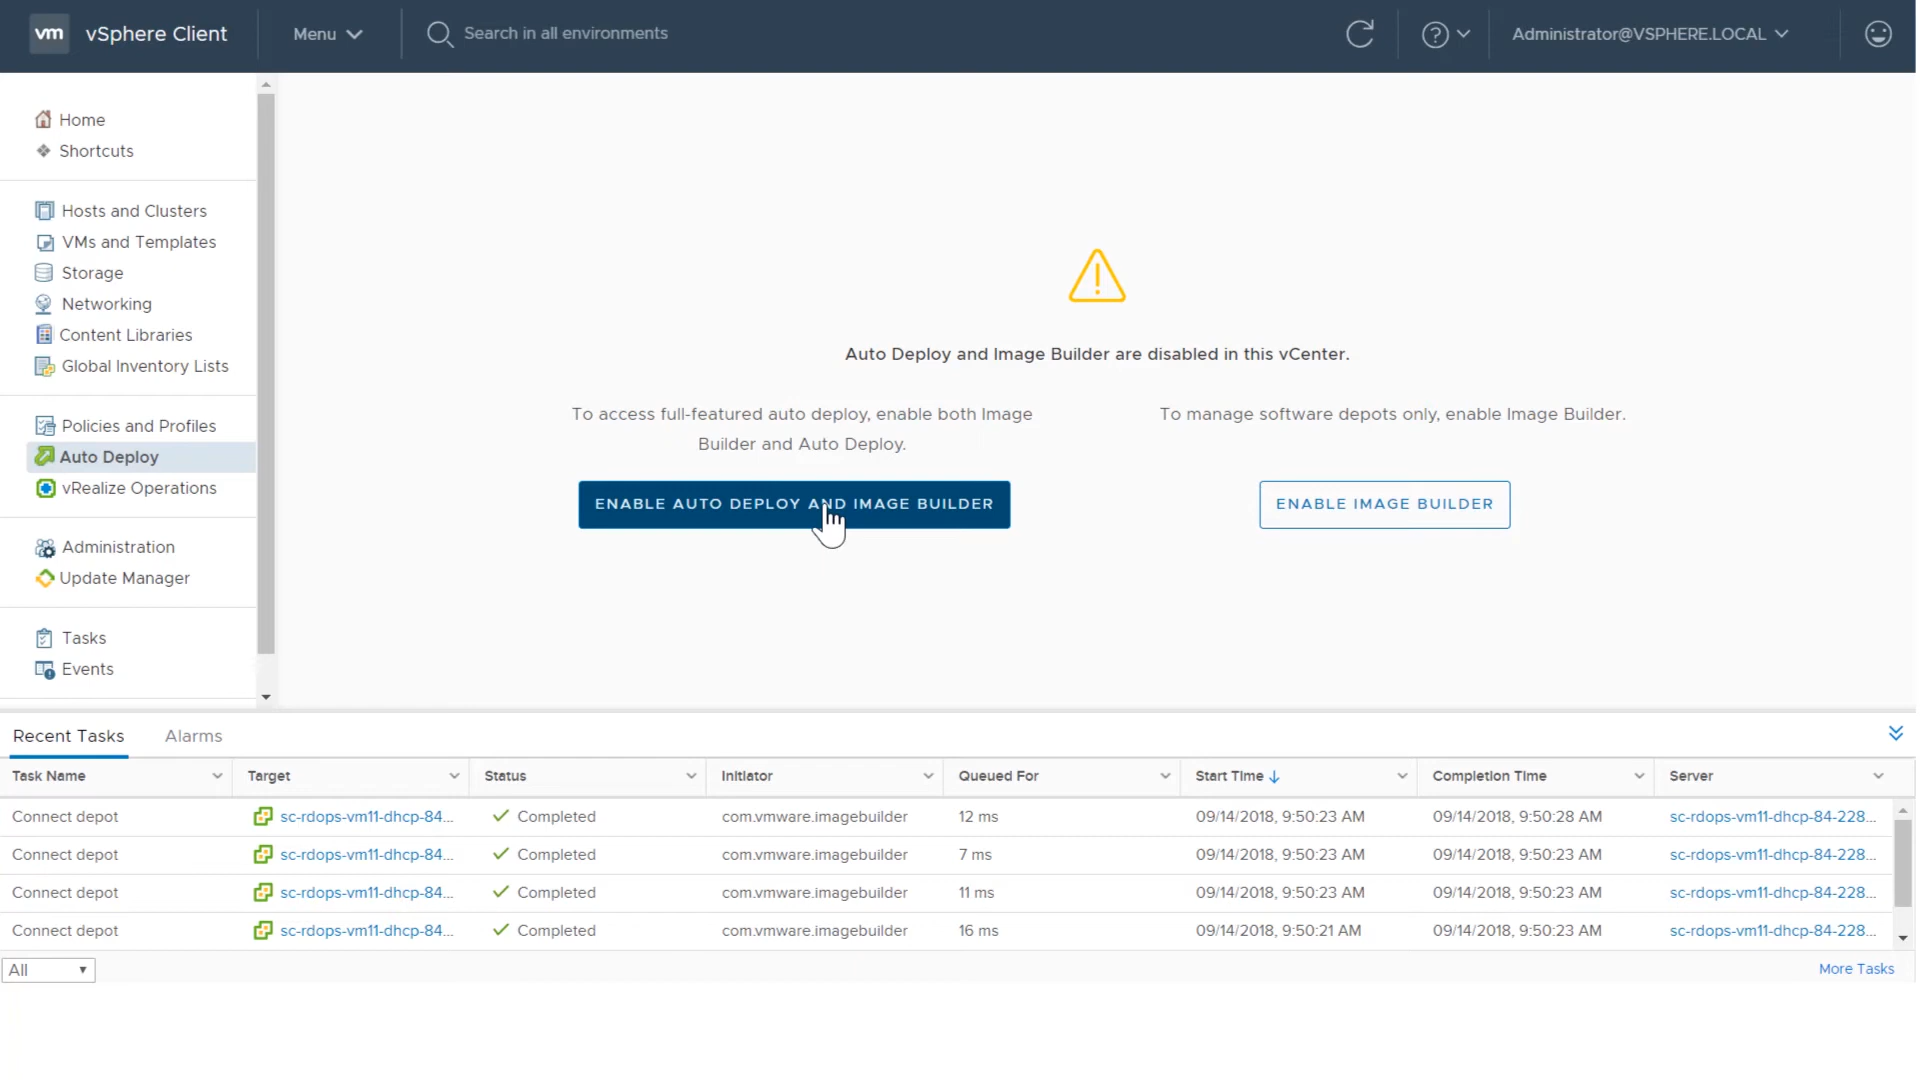 vm vSphere Client Menu Search in all environments ? Administrator@VSPHERE.LOCAL
Home
Shortcuts
Hosts and Clusters
VMs and Templates
Storage
Networking
Content Libraries
Global Inventory Lists
Policies and Profiles
Auto Deploy
vRealize Operations
Administration
Update Manager
Tasks
Events
Auto Deploy and Image Builder are disabled in this vCenter.
To access full-featured auto deploy, enable both Image
Builder and Auto Deploy.
ENABLE AUTO DEPLOY AND IMAGE BUILDER
To manage software depots only, enable Image Builder.
ENABLE IMAGE BUILDER
Recent Tasks Alarms
Task Name Target Status Initiator Queued For Start Time Completion Time Server
Connect depot sc-rdops-vm11-dhcp-84... Completed com.vmware.imagebuilder 12 ms 09/14/2018, 9:50:23 AM 09/14/2018, 9:50:28 AM sc-rdops-vm11-dhcp-84-228...
Connect depot sc-rdops-vm11-dhcp-84... Completed com.vmware.imagebuilder 7 ms 09/14/2018, 9:50:23 AM 09/14/2018, 9:50:23 AM sc-rdops-vm11-dhcp-84-228...
Connect depot sc-rdops-vm11-dhcp-84... Completed com.vmware.imagebuilder 11 ms 09/14/2018, 9:50:23 AM 09/14/2018, 9:50:23 AM sc-rdops-vm11-dhcp-84-228...
Connect depot sc-rdops-vm11-dhcp-84... Completed com.vmware.imagebuilder 16 ms 09/14/2018, 9:50:21 AM 09/14/2018, 9:50:23 AM sc-rdops-vm11-dhcp-84-228...
All More Tasks